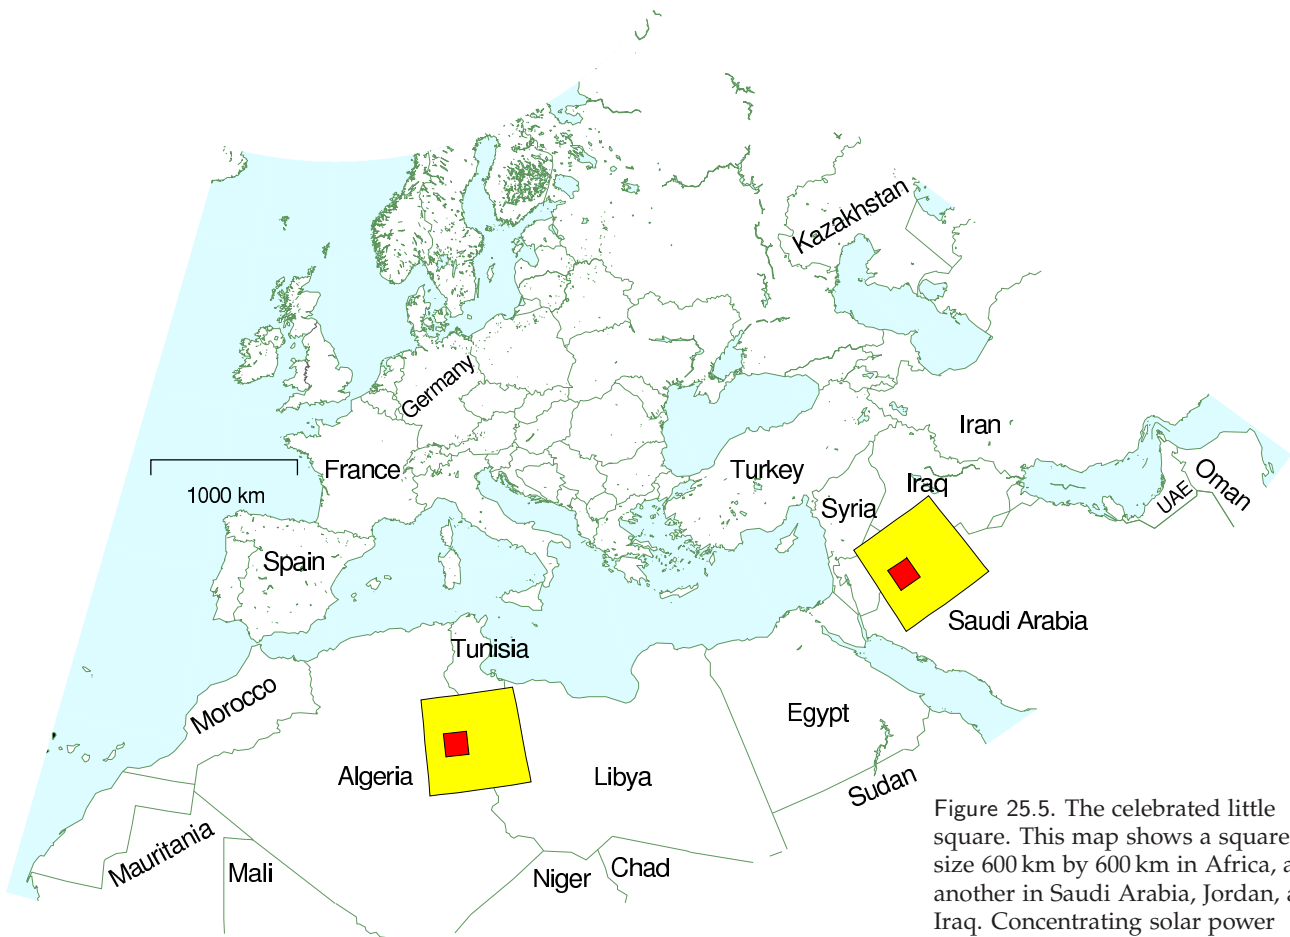 Kazakhstan
Germany
Iran
France
Turkey
1000 km
Iraq
UAE
Oman
Syria
Spain
Saudi Arabia
Tunisia
Morocco
Egypt
Algeria
Libya
Sudan
Mauritania
Mali
Niger
Chad
Figure 25.5. The celebrated little
square. This map shows a square
size 600 km by 600 km in Africa, a
another in Saudi Arabia, Jordan, a
Iraq. Concentrating solar power